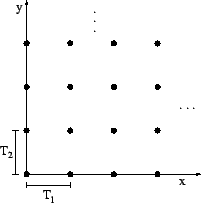 y
. . .
T2
T1
x